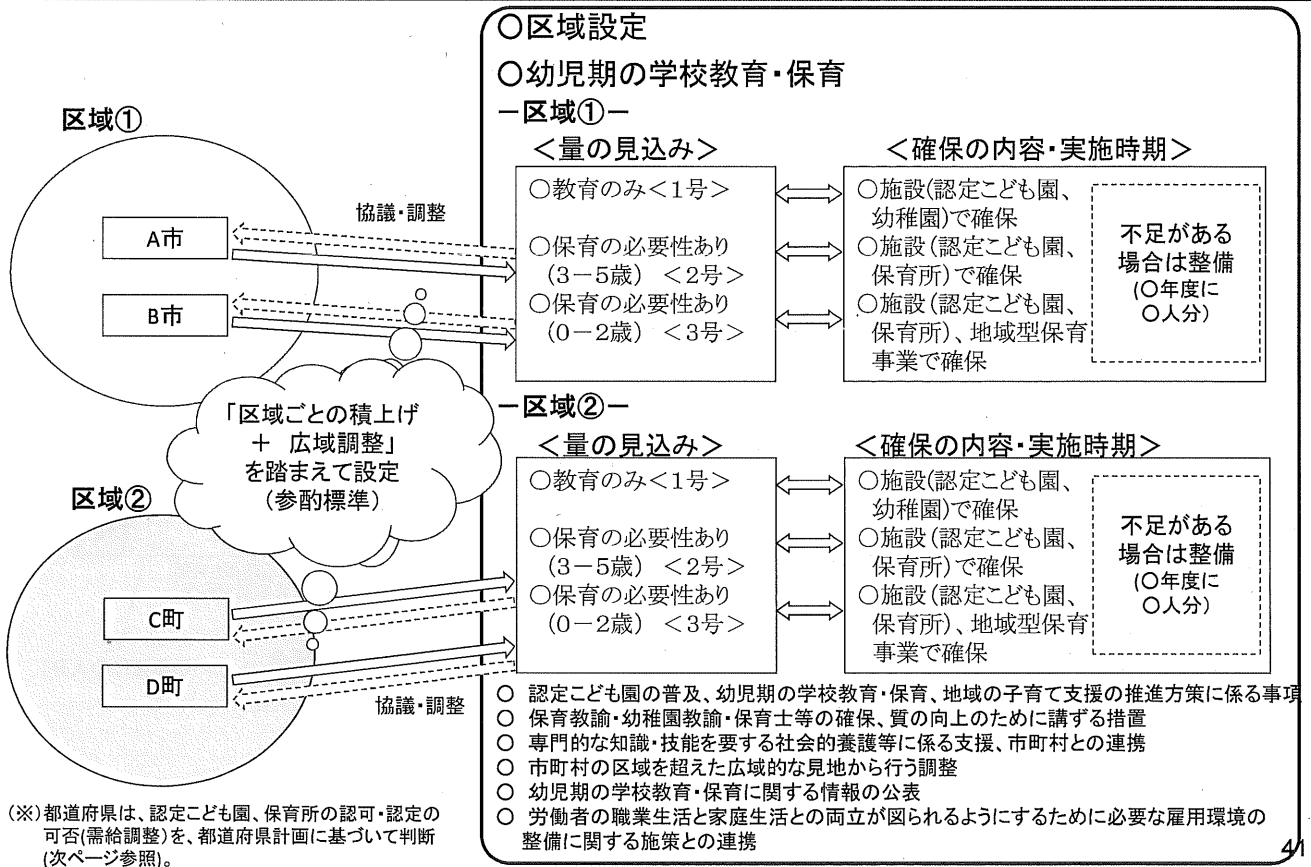 ○区域設定
○幼児期の学校教育・保育
－区域①－
＜量の見込み＞
＜確保の内容・実施時期＞
○教育のみ＜1号＞
○保育の必要性あり
(3－5歳) ＜2号＞
○保育の必要性あり
(0－2歳) ＜3号＞
○施設(認定こども園、
幼稚園)で確保
○施設(認定こども園、
保育所)で確保
○施設(認定こども園、
保育所)、地域型保育
事業で確保
不足がある
場合は整備
(○年度に
○人分)
区域①
A市
B市
協議・調整
「区域ごとの積上げ
＋ 広域調整」
を踏まえて設定
(参酌標準)
－区域②－
＜量の見込み＞
＜確保の内容・実施時期＞
○教育のみ＜1号＞
○保育の必要性あり
(3－5歳) ＜2号＞
○保育の必要性あり
(0－2歳) ＜3号＞
○施設(認定こども園、
幼稚園)で確保
○施設(認定こども園、
保育所)で確保
○施設(認定こども園、
保育所)、地域型保育
事業で確保
不足がある
場合は整備
(○年度に
○人分)
区域②
C町
D町
協議・調整
○ 認定こども園の普及、幼児期の学校教育・保育、地域の子育て支援の推進方策に係る事項
○ 保育教諭・幼稚園教諭・保育士等の確保、質の向上のために講ずる措置
○ 専門的な知識・技能を要する社会的養護等に係る支援、市町村との連携
○ 市町村の区域を超えた広域的な見地から行う調整
○ 幼児期の学校教育・保育に関する情報の公表
○ 労働者の職業生活と家庭生活との両立が図られるようにするために必要な雇用環境の
整備に関する施策との連携
(※)都道府県は、認定こども園、保育所の認可・認定の
可否(需給調整)を、都道府県計画に基づいて判断
(次ページ参照)。
41